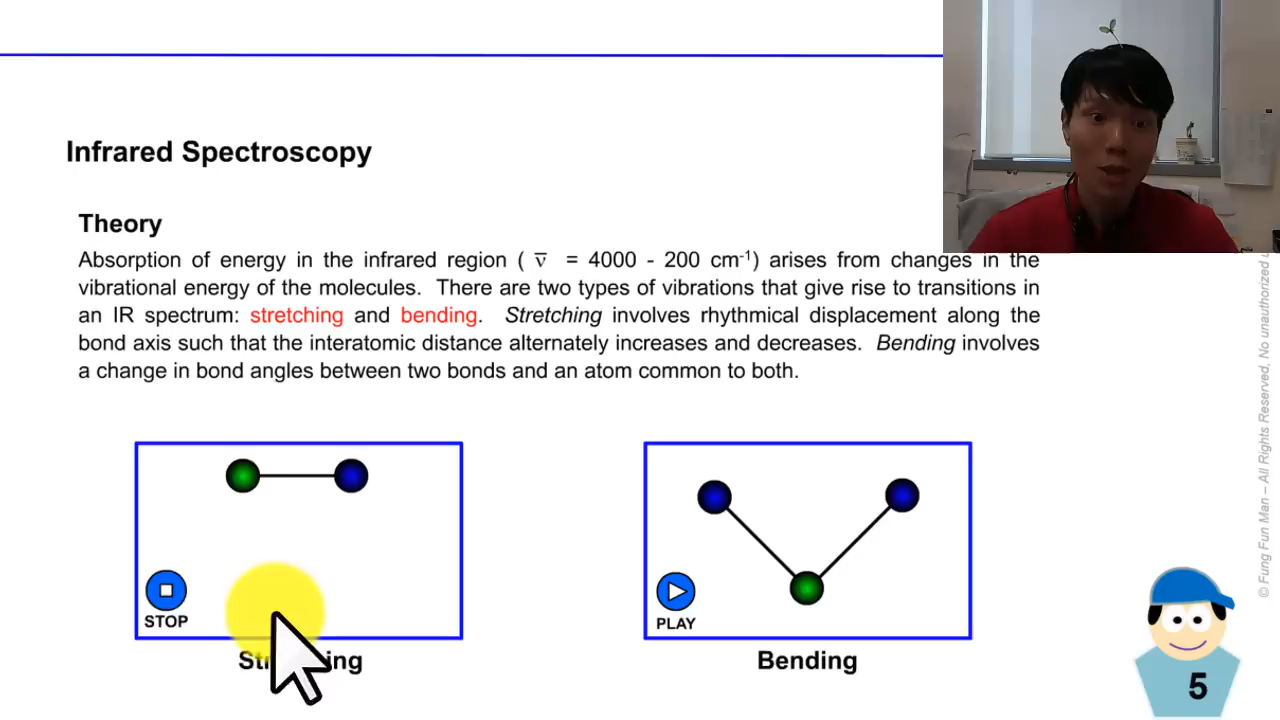 Infrared Spectroscopy
Theory
Absorption of energy in the infrared region ( ν̅ = 4000 - 200 cm⁻¹) arises from changes in the
vibrational energy of the molecules. There are two types of vibrations that give rise to transitions in
an IR spectrum: stretching and bending. Stretching involves rhythmical displacement along the
bond axis such that the interatomic distance alternately increases and decreases. Bending involves
a change in bond angles between two bonds and an atom common to both.
STOP
PLAY
Bending
5
© Fung Fun Man – All Rights Reserved, No unauthorized